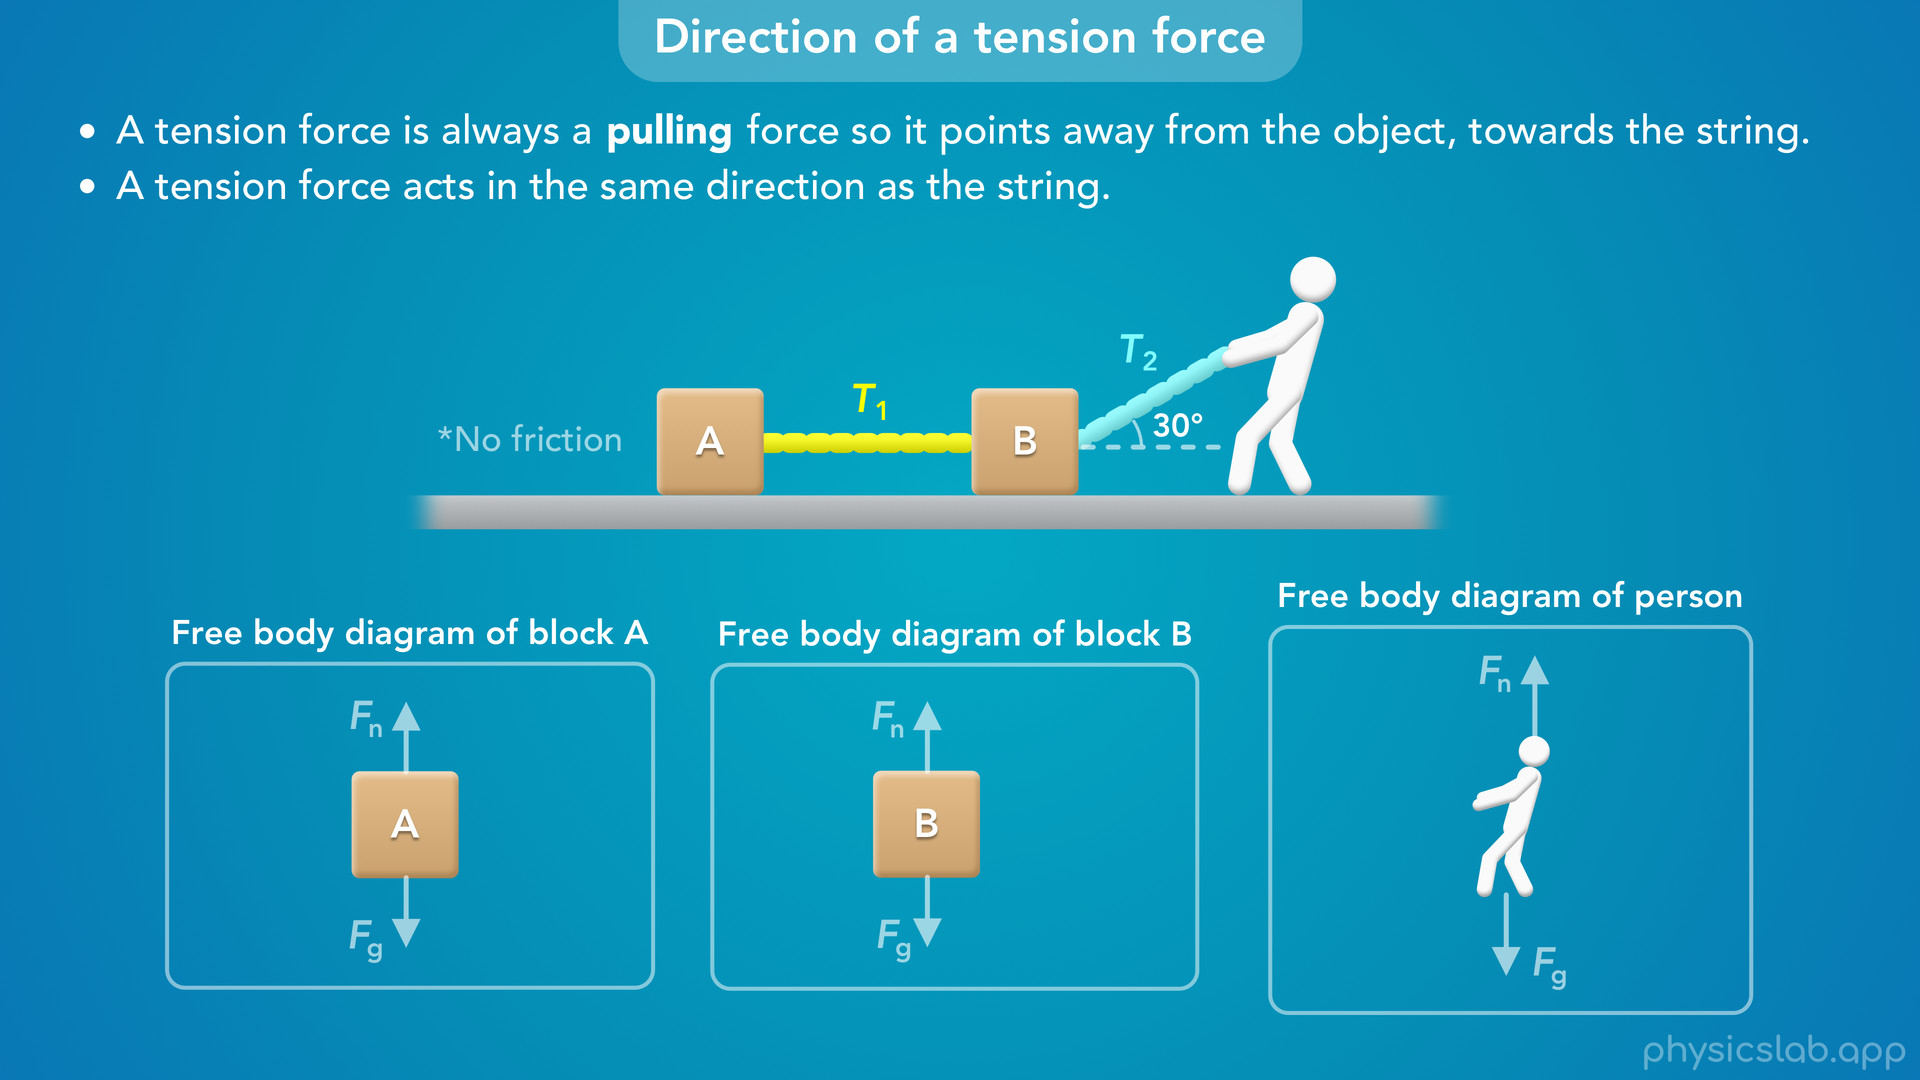 Direction of a tension force
• A tension force is always a pulling force so it points away from the object, towards the string.
• A tension force acts in the same direction as the string.
T2
T1
30°
*No friction
A
B
Free body diagram of block A
Free body diagram of block B
Free body diagram of person
Fn
A
Fg
Fn
B
Fg
Fn
Fg
physicslab.app